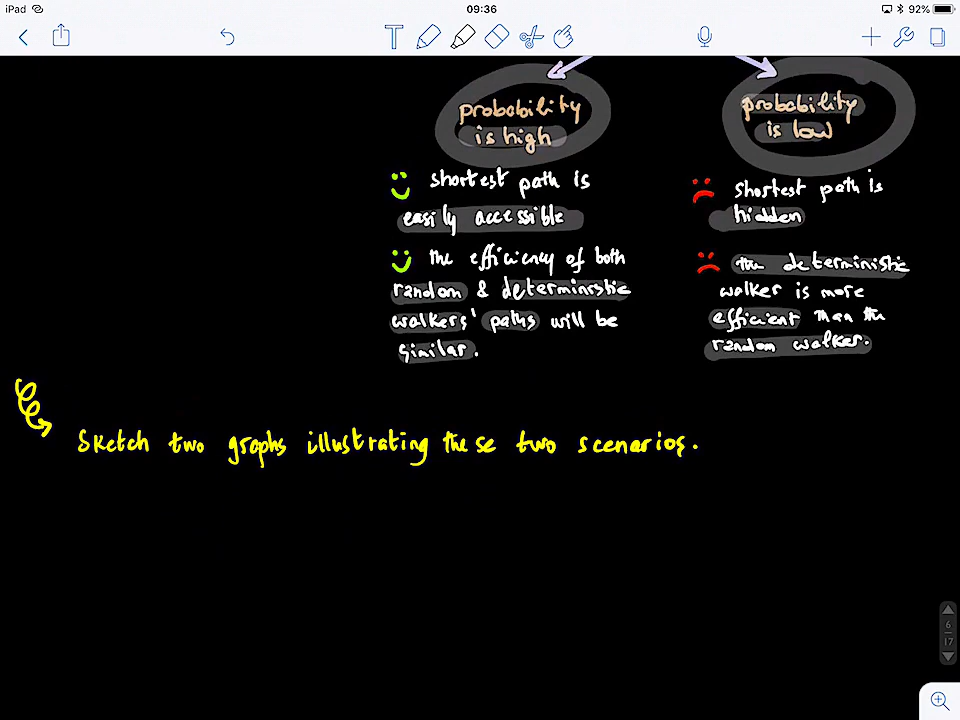 iPad
09:36
92%
probability
is high
shortest path is
easily accessible
the efficiency of both
random & deterministic
walkers' paths will be
similar.
probability
is low
shortest path is
hidden
the deterministic
walker is more
efficient than the
random walker.
Sketch two graphs illustrating these two scenarios.
6
17